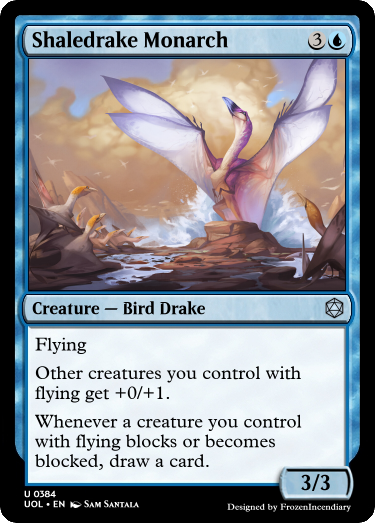 Shaledrake Monarch 3
Creature — Bird Drake
Flying
Other creatures you control with
flying get +0/+1.
Whenever a creature you control
with flying blocks or becomes
blocked, draw a card.
3/3
U 0384
UOL • EN SAM SANTALA
Designed by FrozenIncendiary